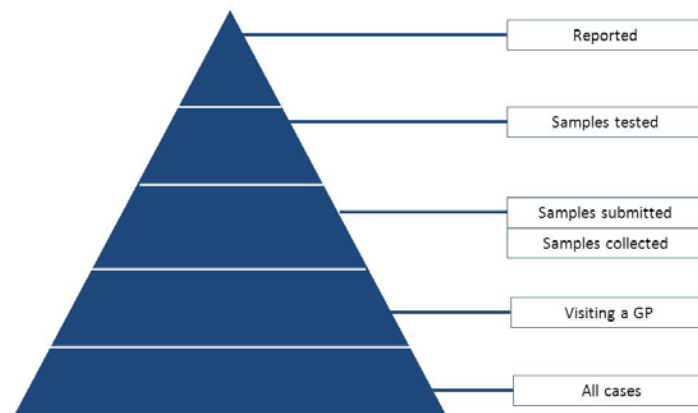 Reported
Samples tested
Samples submitted
Samples collected
Visiting a GP
All cases